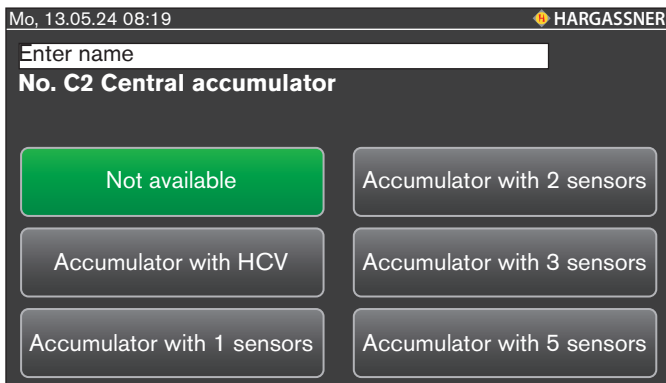 Mo, 13.05.24 08:19 HARGASSNER
Enter name
No. C2 Central accumulator
Not available Accumulator with 2 sensors
Accumulator with HCV Accumulator with 3 sensors
Accumulator with 1 sensors Accumulator with 5 sensors